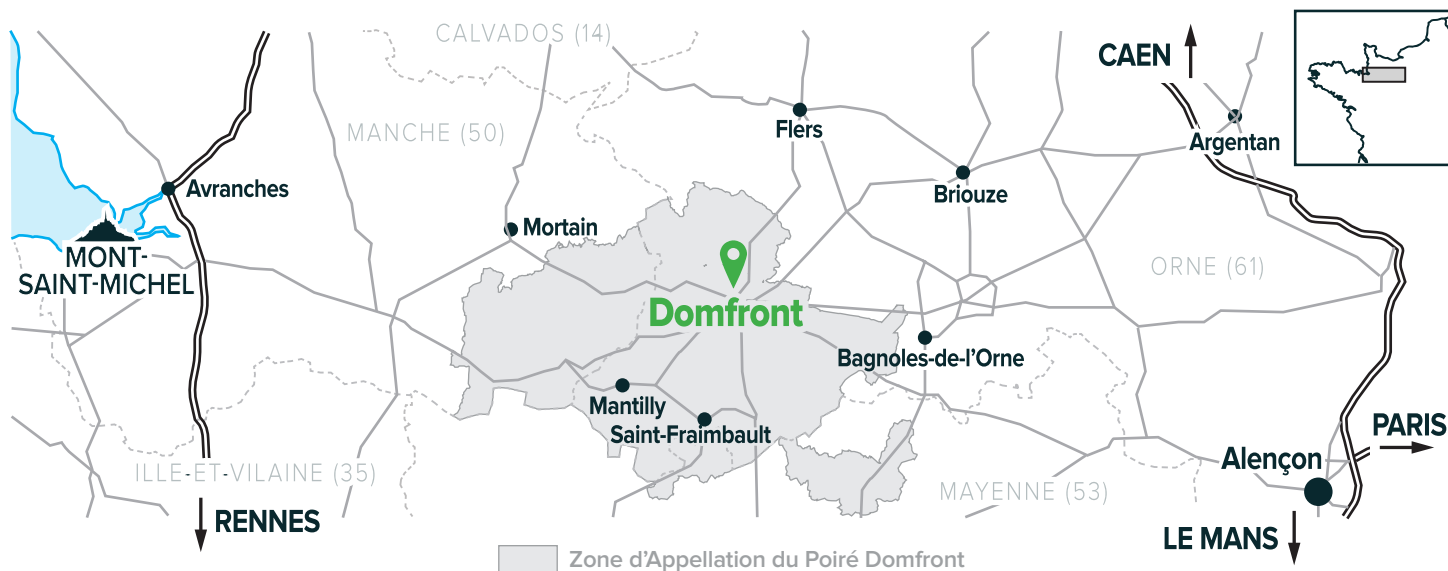 CALVADOS (14)
CAEN
MANCHE (50)
Flers
Argentan
Avranches
Briouze
Mortain
MONT-
SAINT-MICHEL
ORNE (61)
Domfront
Bagnoles-de-l'Orne
Mantilly
Saint-Fraimbault
PARIS
Alençon
ILLE-ET-VILAINE (35)
MAYENNE (53)
RENNES
LE MANS
Zone d'Appellation du Poiré Domfront